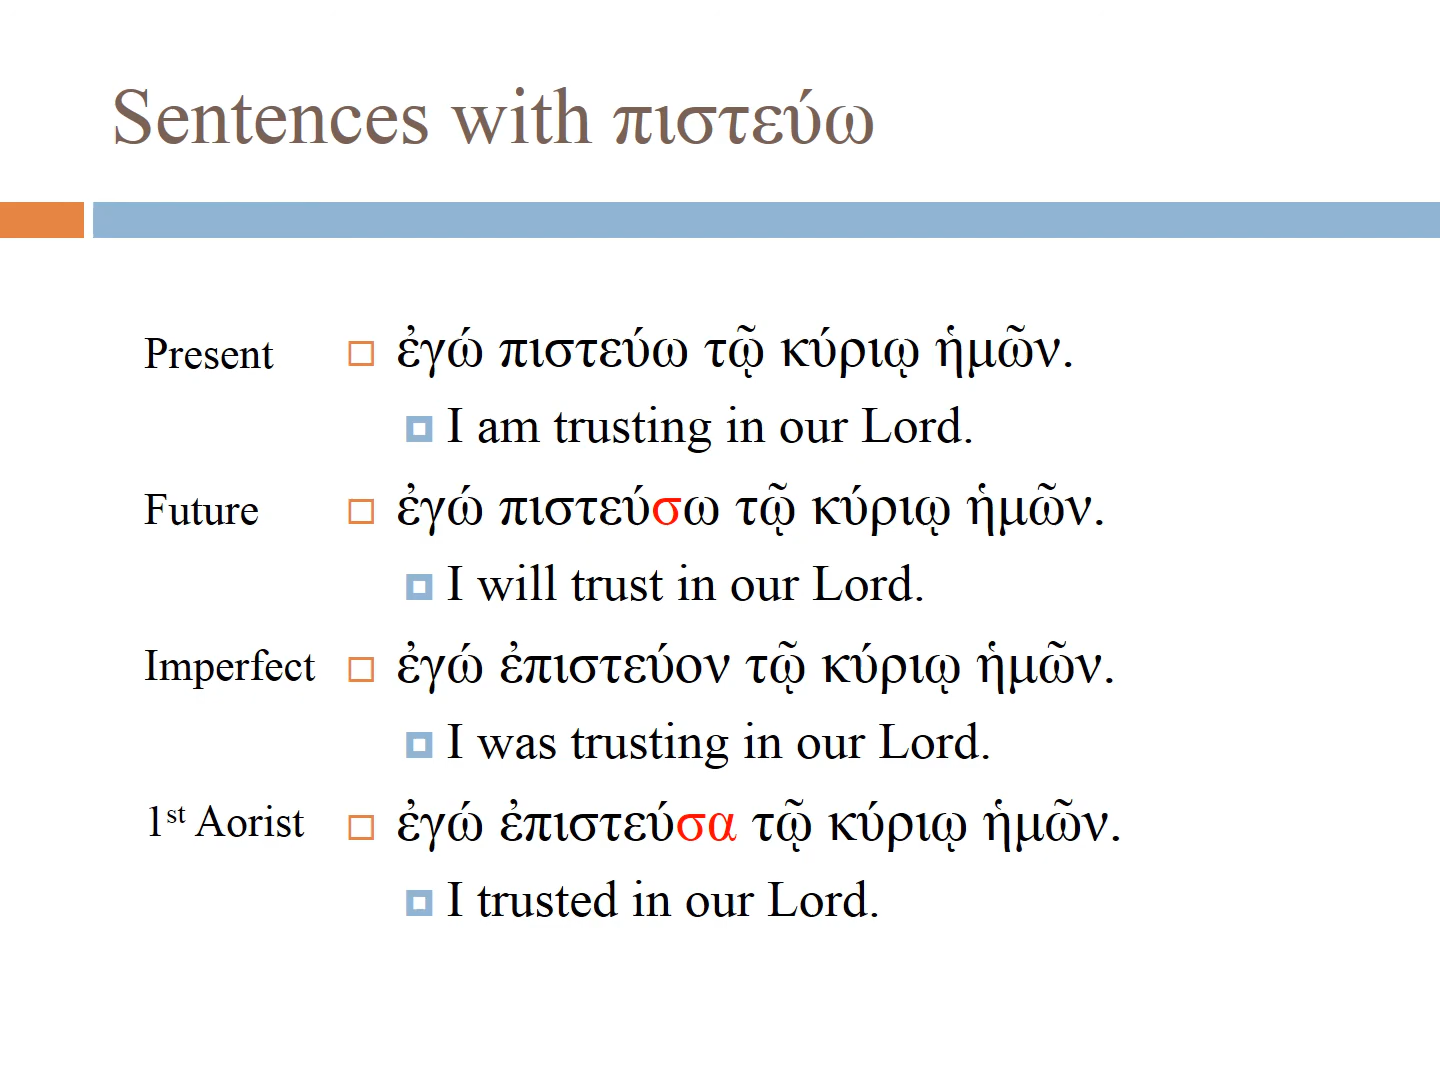 Sentences with πιστεύω
Present ἐγώ πιστεύω τῷ κύριῳ ἡμῶν.
I am trusting in our Lord.
Future ἐγώ πιστεύσω τῷ κύριῳ ἡμῶν.
I will trust in our Lord.
Imperfect ἐγώ ἐπιστεύον τῷ κύριῳ ἡμῶν.
I was trusting in our Lord.
1st Aorist ἐγώ ἐπιστεύσα τῷ κύριῳ ἡμῶν.
I trusted in our Lord.